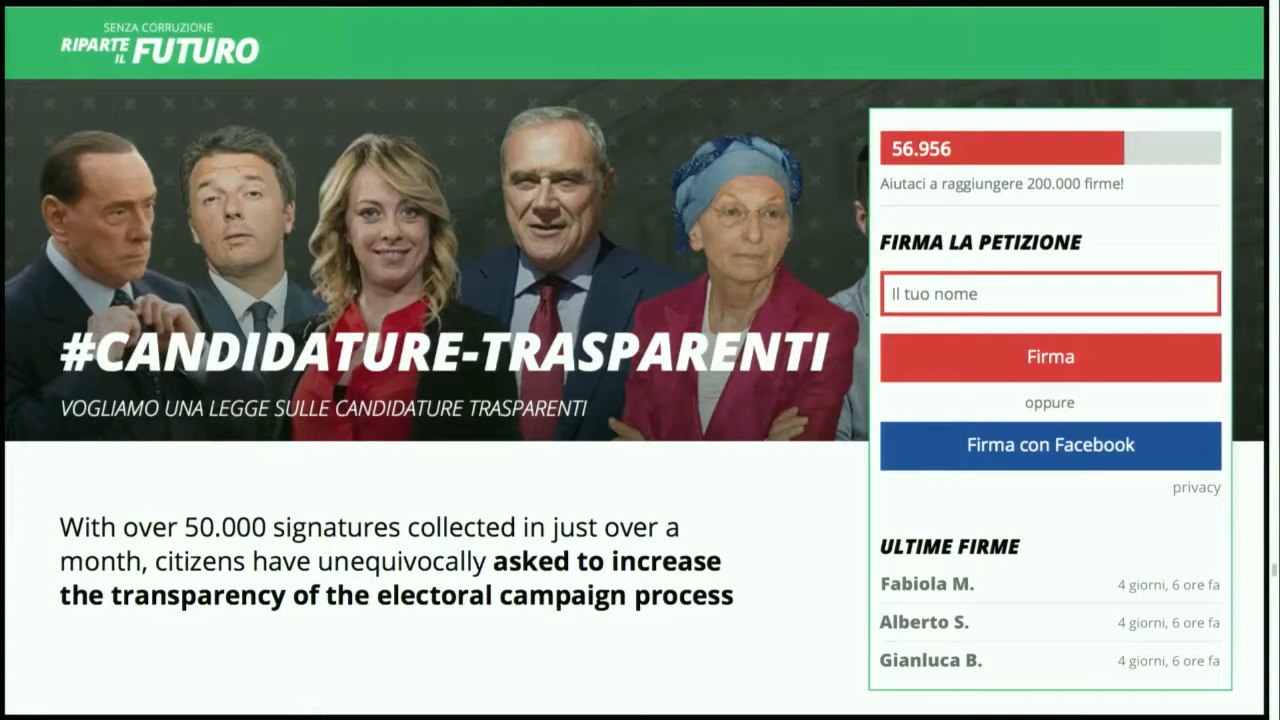 SENZA CORRUZIONE
RIPARTE
IL FUTURO
#CANDIDATURE-TRASPARENTI
VOGLIAMO UNA LEGGE SULLE CANDIDATURE TRASPARENTI
With over 50.000 signatures collected in just over a
month, citizens have unequivocally asked to increase
the transparency of the electoral campaign process
56.956
Aiutaci a raggiungere 200.000 firme!
FIRMA LA PETIZIONE
Il tuo nome
Firma
oppure
Firma con Facebook
privacy
ULTIME FIRME
Fabiola M. 4 giorni, 6 ore fa
Alberto S. 4 giorni, 6 ore fa
Gianluca B. 4 giorni, 6 ore fa